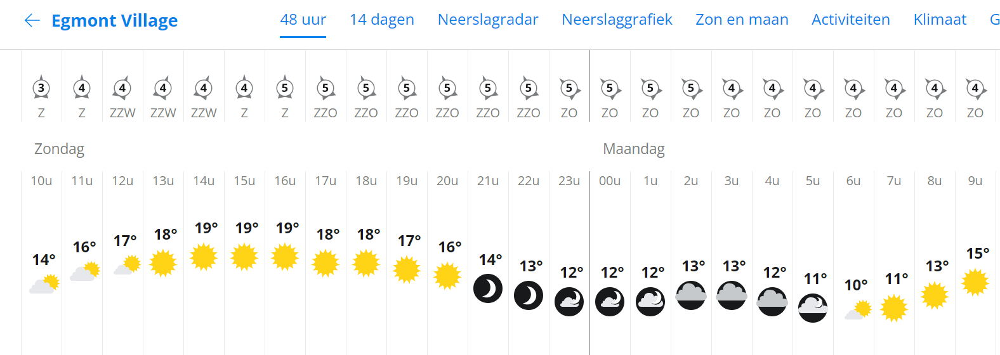 Egmont Village 48 uur 14 dagen Neerslagradar Neerslaggrafiek Zon en maan Activiteiten Klimaat G
3 4 4 4 4 4 5 5 5 5 5 5 5 5 5 5 5 4 4 4 4 4 4 4
Z Z ZZW ZZW ZZW Z Z ZZO ZZO ZZO ZZO ZZO ZZO ZO ZO ZO ZO ZO ZO ZO ZO ZO ZO ZO
Zondag Maandag
10u 11u 12u 13u 14u 15u 16u 17u 18u 19u 20u 21u 22u 23u 00u 1u 2u 3u 4u 5u 6u 7u 8u 9u
14° 16° 17° 18° 19° 19° 19° 18° 18° 17° 16° 14° 13° 12° 12° 12° 13° 13° 12° 11° 10° 11° 13° 15°